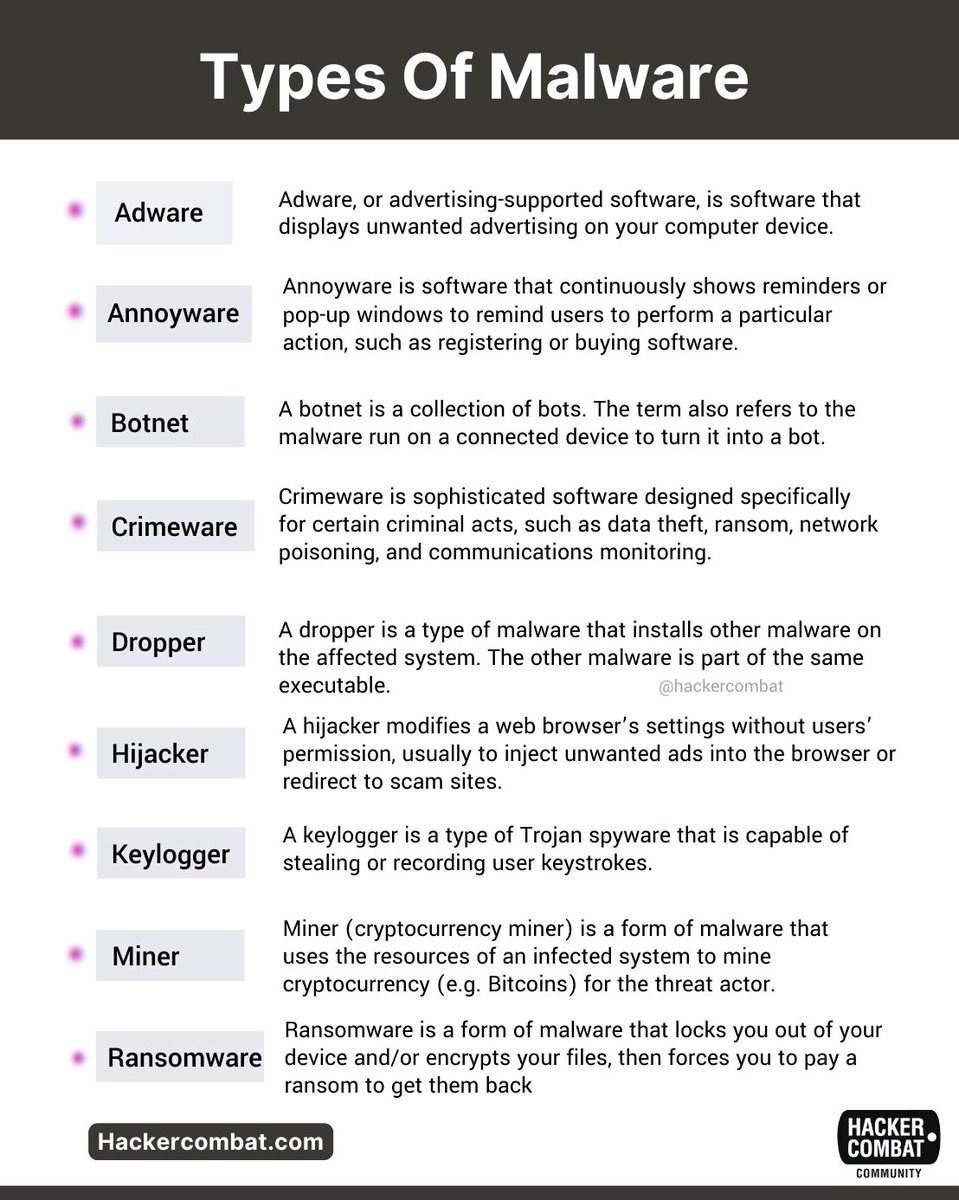 Types Of Malware
Adware
Adware, or advertising-supported software, is software that
displays unwanted advertising on your computer device.
Annoyware
Annoyware is software that continuously shows reminders or
pop-up windows to remind users to perform a particular
action, such as registering or buying software.
Botnet
A botnet is a collection of bots. The term also refers to the
malware run on a connected device to turn it into a bot.
Crimeware
Crimeware is sophisticated software designed specifically
for certain criminal acts, such as data theft, ransom, network
poisoning, and communications monitoring.
Dropper
A dropper is a type of malware that installs other malware on
the affected system. The other malware is part of the same
executable.
@hackercombat
Hijacker
A hijacker modifies a web browser’s settings without users’
permission, usually to inject unwanted ads into the browser or
redirect to scam sites.
Keylogger
A keylogger is a type of Trojan spyware that is capable of
stealing or recording user keystrokes.
Miner
Miner (cryptocurrency miner) is a form of malware that
uses the resources of an infected system to mine
cryptocurrency (e.g. Bitcoins) for the threat actor.
Ransomware
Ransomware is a form of malware that locks you out of your
device and/or encrypts your files, then forces you to pay a
ransom to get them back
Hackercombat.com
HACKER
COMBAT
COMMUNITY